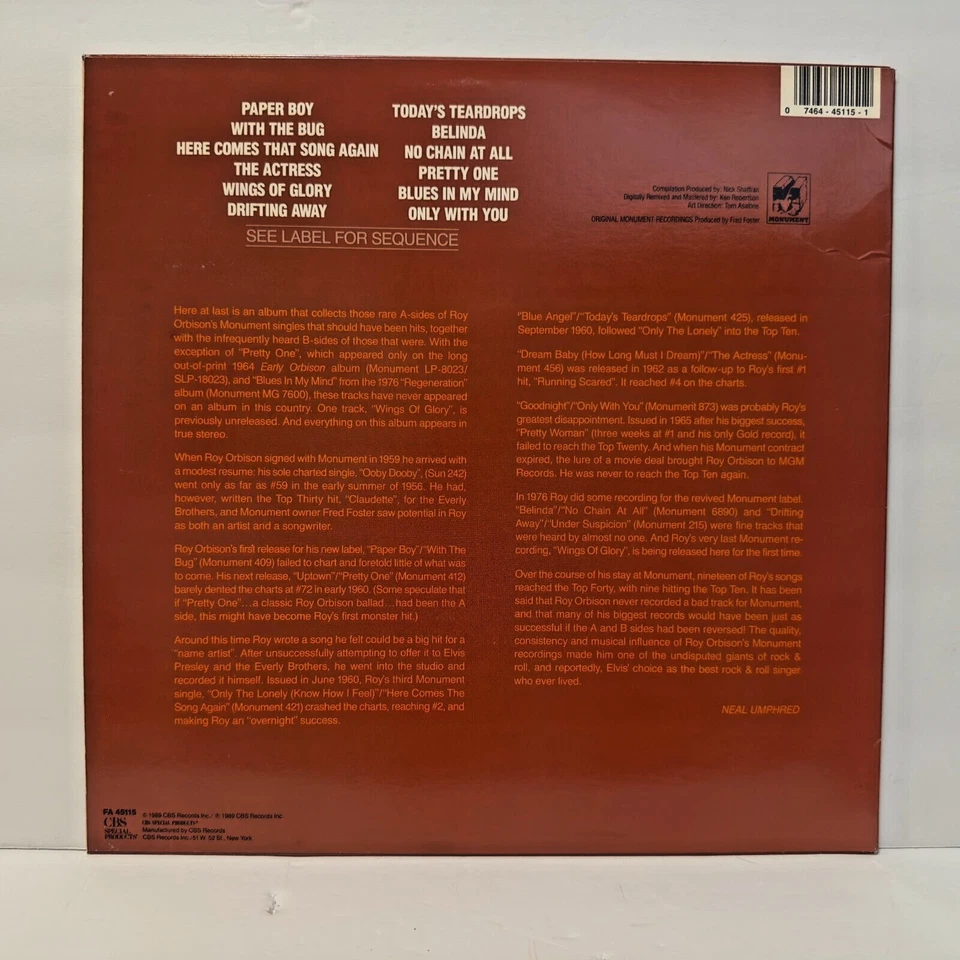 PAPER BOY
WITH THE BUG
HERE COMES THAT SONG AGAIN
THE ACTRESS
WINGS OF GLORY
DRIFTING AWAY
TODAY'S TEARDROPS
BELINDA
NO CHAIN AT ALL
PRETTY ONE
BLUES IN MY MIND
ONLY WITH YOU
SEE LABEL FOR SEQUENCE
0 7464 - 45115 - 1
Compilation Produced by: Nick Shaffran
Digitally Remixed and Mastered by: Ken Robertson
Art Direction: Tom
ORIGINAL MONUMENT RECORDINGS Produced by Fred Foster
MONUMENT
Here at last is an album that collects those rare A-sides of Roy
Orbison's Monument singles that should have been hits, together
with the infrequently heard B-sides of those that were. With the
exception of "Pretty One", which appeared only on the long
out-of-print 1964 Early Orbison album (Monument LP-8023/
SLP-18023), and "Blues In My Mind" from the 1976 "Regeneration"
album (Monument MG 7600), these tracks have never appeared
on an album in this country. One track, "Wings Of Glory", is
previously unreleased. And everything on this album appears in
true stereo.
When Roy Orbison signed with Monument in 1959 he arrived with
a modest resume: his sole charted single, "Ooby Dooby", (Sun 242)
went only as far as #59 in the early summer of 1956. He had,
however, written the Top Thirty hit, "Claudette", for the Everly
Brothers, and Monument owner Fred Foster saw potential in Roy
as both an artist and a songwriter.
Roy Orbison's first release for his new label, "Paper Boy"/"With The
Bug" (Monument 409) failed to chart and foretold little of what was
to come. His next release, "Uptown"/"Pretty One" (Monument 412)
barely dented the charts at #72 in early 1960. (Some speculate that
if "Pretty One"...a classic Roy Orbison ballad...had been the A
side, this might have become Roy's first monster hit.)
Around this time Roy wrote a song he felt could be a big hit for a
"name artist". After unsuccessfully attempting to offer it to Elvis
Presley and the Everly Brothers, he went into the studio and
recorded it himself. Issued in June 1960, Roy's third Monument
single, "Only The Lonely (Know How I Feel)"/"Here Comes The
Song Again" (Monument 421) crashed the charts, reaching #2, and
making Roy an "overnight" success.
"Blue Angel"/"Today's Teardrops" (Monument 425), released in
September 1960, followed "Only The Lonely" into the Top Ten.
"Dream Baby (How Long Must I Dream)"/"The Actress" (Monu-
ment 456) was released in 1962 as a follow-up to Roy's first #1
hit, "Running Scared". It reached #4 on the charts.
"Goodnight"/"Only With You" (Monument 873) was probably Roy's
greatest disappointment. Issued in 1965 after his biggest success,
"Pretty Woman" (three weeks at #1 and his only Gold record), it
failed to reach the Top Twenty. And when his Monument contract
expired, the lure of a movie deal brought Roy Orbison to MGM
Records. He was never to reach the Top Ten again.
In 1976 Roy did some recording for the revived Monument label.
"Belinda"/"No Chain At All" (Monument 6890) and "Drifting
Away"/"Under Suspicion" (Monument 215) were fine tracks that
were heard by almost no one. And Roy's very last Monument re-
cording, "Wings Of Glory", is being released here for the first time.
Over the course of his stay at Monument, nineteen of Roy's songs
reached the Top Forty, with nine hitting the Top Ten. It has been
said that Roy Orbison never recorded a bad track for Monument,
and that many of his biggest records would have been just as
successful if the A and B sides had been reversed! The quality,
consistency and musical influence of Roy Orbison's Monument
recordings made him one of the undisputed giants of rock &
roll, and reportedly, Elvis' choice as the best rock & roll singer
who ever lived.
NEAL UMPHRED
FA 45115
CBS
SPECIAL
PRODUCTS
© 1989 CBS Records Inc./ ℗ 1989 CBS Records Inc
CBS SPECIAL PRODUCTS
Manufactured by CBS Records
CBS Records Inc./51 W. 52 St., New York